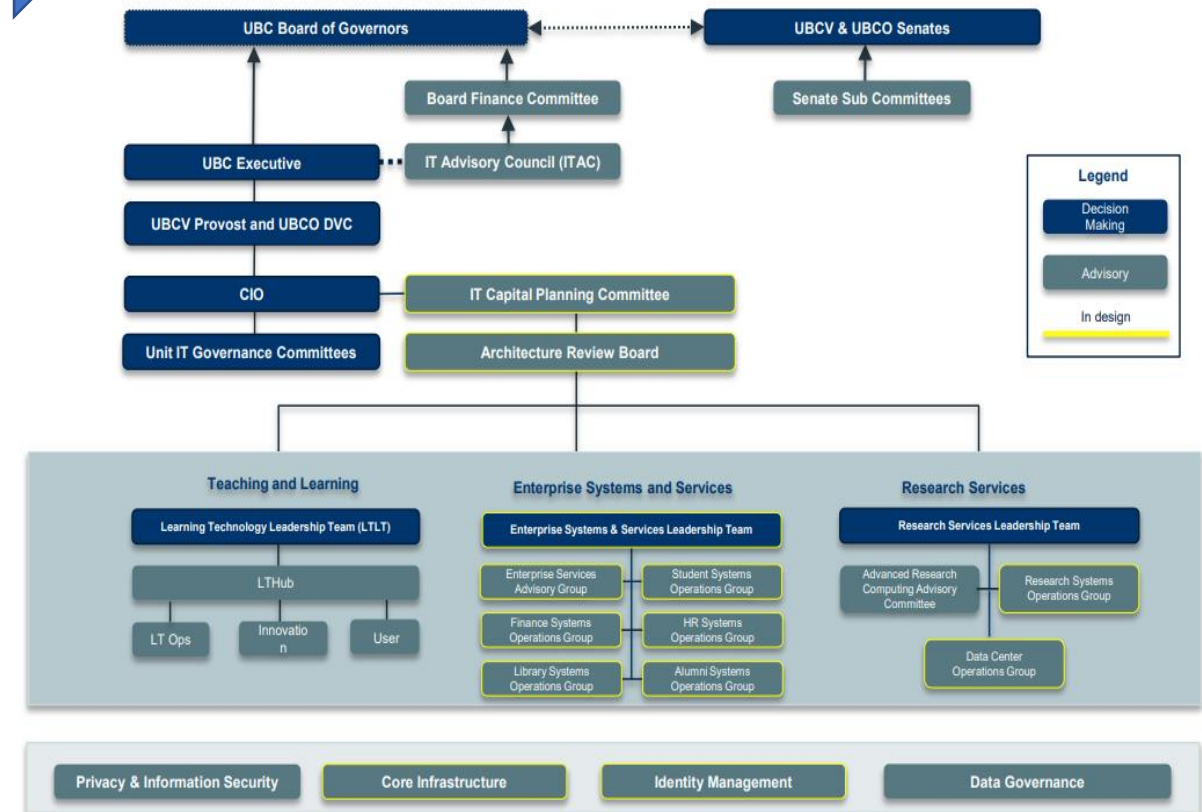 UBC Board of Governors
UBCV & UBCO Senates
Board Finance Committee
Senate Sub Committees
UBC Executive
IT Advisory Council (ITAC)
Legend
Decision
Making
Advisory
In design
UBCV Provost and UBCO DVC
CIO
IT Capital Planning Committee
Unit IT Governance Committees
Architecture Review Board
Teaching and Learning
Learning Technology Leadership Team (LTLT)
LTHub
LT Ops
Innovatio
n
User
Enterprise Systems and Services
Enterprise Systems & Services Leadership Team
Enterprise Services
Advisory Group
Student Systems
Operations Group
Finance Systems
Operations Group
HR Systems
Operations Group
Library Systems
Operations Group
Alumni Systems
Operations Group
Research Services
Research Services Leadership Team
Advanced Research
Computing Advisory
Committee
Research Systems
Operations Group
Data Center
Operations Group
Privacy & Information Security
Core Infrastructure
Identity Management
Data Governance